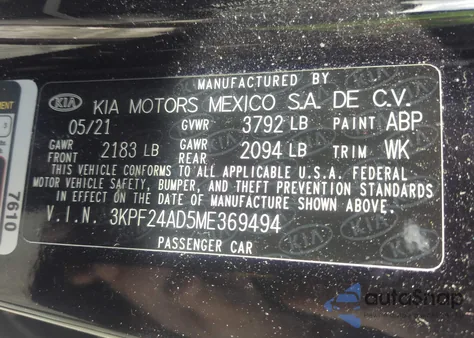 MANUFACTURED BY
KIA KIA MOTORS MEXICO S.A. DE C.V.
05/21 GVWR 3792 LB PAINT ABP
GAWR FRONT 2183 LB GAWR REAR 2094 LB TRIM WK
THIS VEHICLE CONFORMS TO ALL APPLICABLE U.S.A. FEDERAL
MOTOR VEHICLE SAFETY, BUMPER, AND THEFT PREVENTION STANDARDS
IN EFFECT ON THE DATE OF MANUFACTURE SHOWN ABOVE.
V.I.N. 3KPF24AD5ME369494
PASSENGER CAR
7610
autoSnap